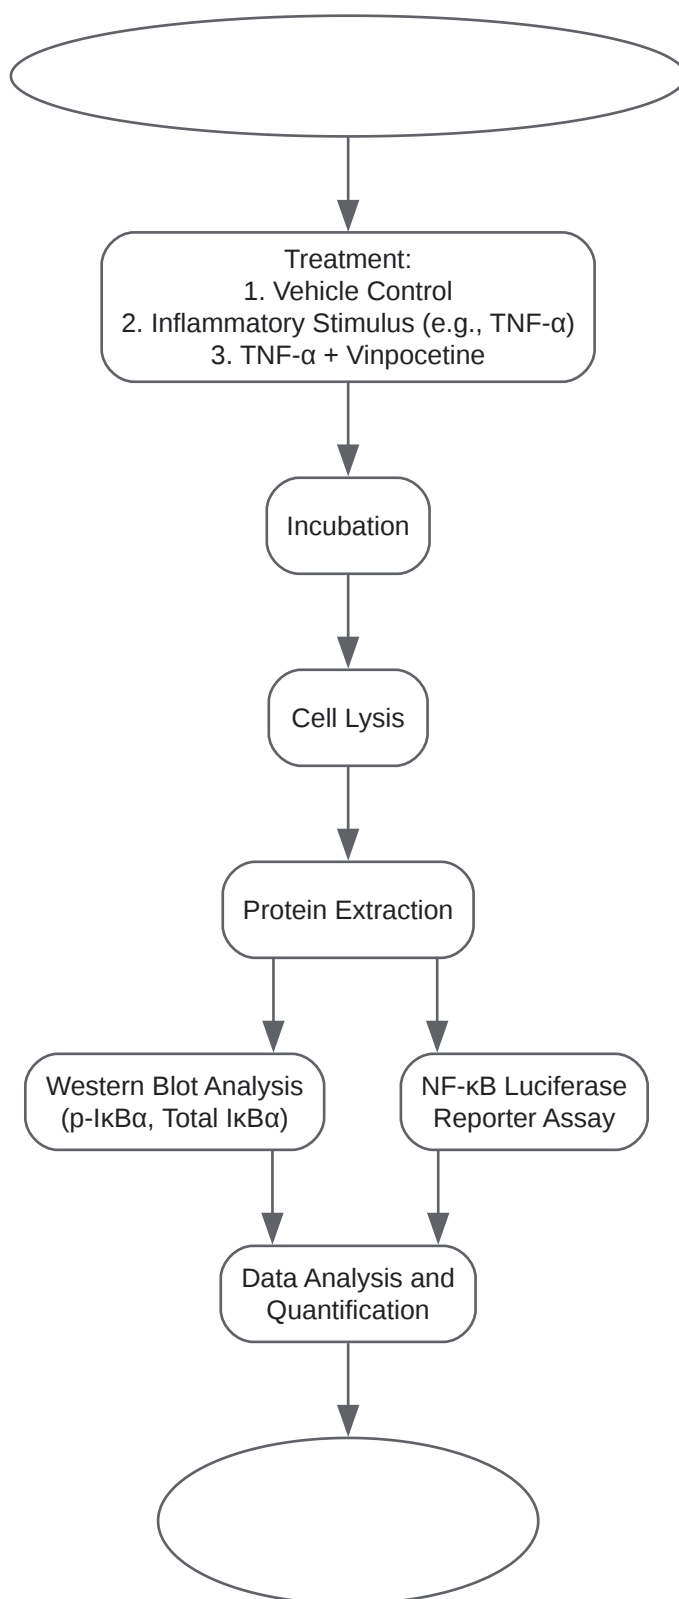 Treatment:
1. Vehicle Control
2. Inflammatory Stimulus (e.g., TNF-α)
3. TNF-α + Vinpocetine
Incubation
Cell Lysis
Protein Extraction
Western Blot Analysis
(p-IκBα, Total IκBα)
NF-κB Luciferase
Reporter Assay
Data Analysis and
Quantification